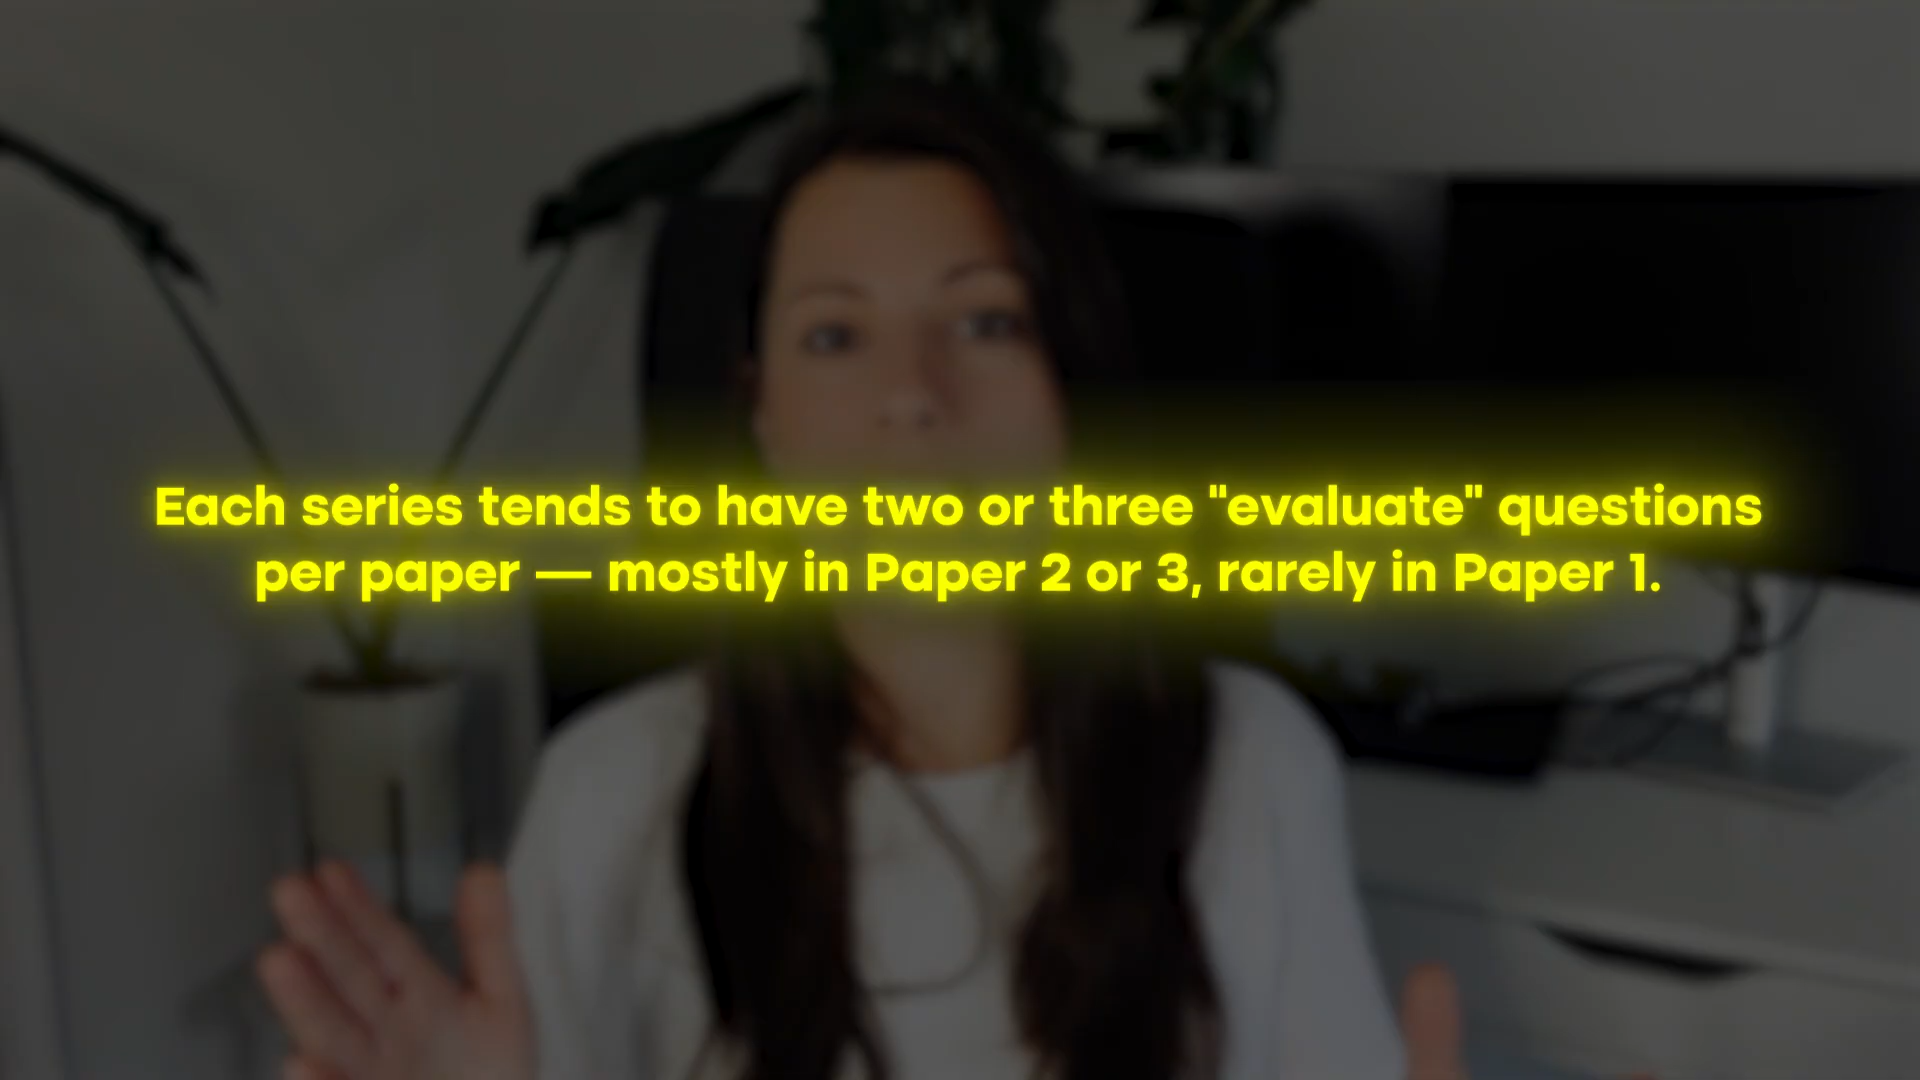 Each series tends to have two or three "evaluate" questions
per paper — mostly in Paper 2 or 3, rarely in Paper 1.